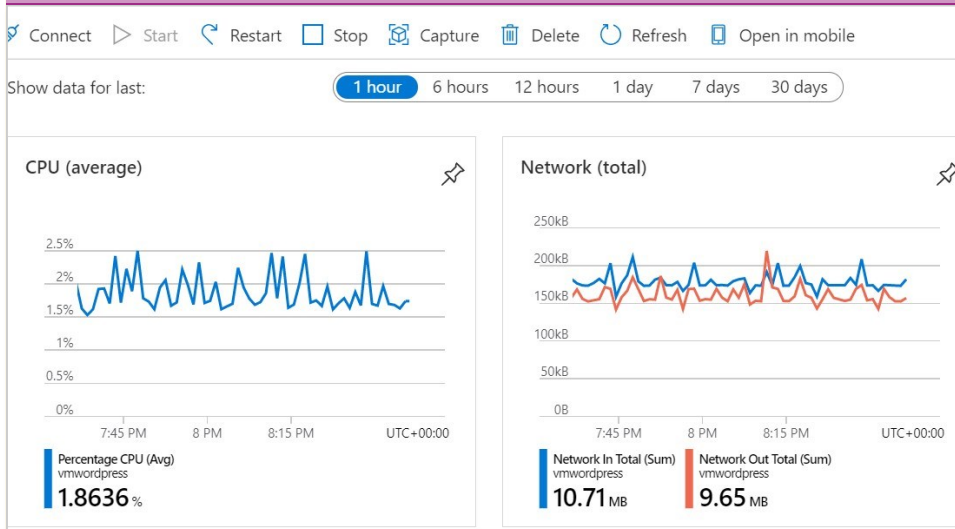 Connect Start Restart Stop Capture Delete Refresh Open in mobile
Show data for last: 1 hour 6 hours 12 hours 1 day 7 days 30 days
CPU (average)
2.5%
2%
1.5%
1%
0.5%
0%
7:45 PM 8 PM 8:15 PM UTC+00:00
Percentage CPU (Avg)
vmwordpress
1.8636 %
Network (total)
250kB
200kB
150kB
100kB
50kB
0B
7:45 PM 8 PM 8:15 PM UTC+00:00
Network In Total (Sum) Network Out Total (Sum)
vmwordpress vmwordpress
10.71 MB 9.65 MB